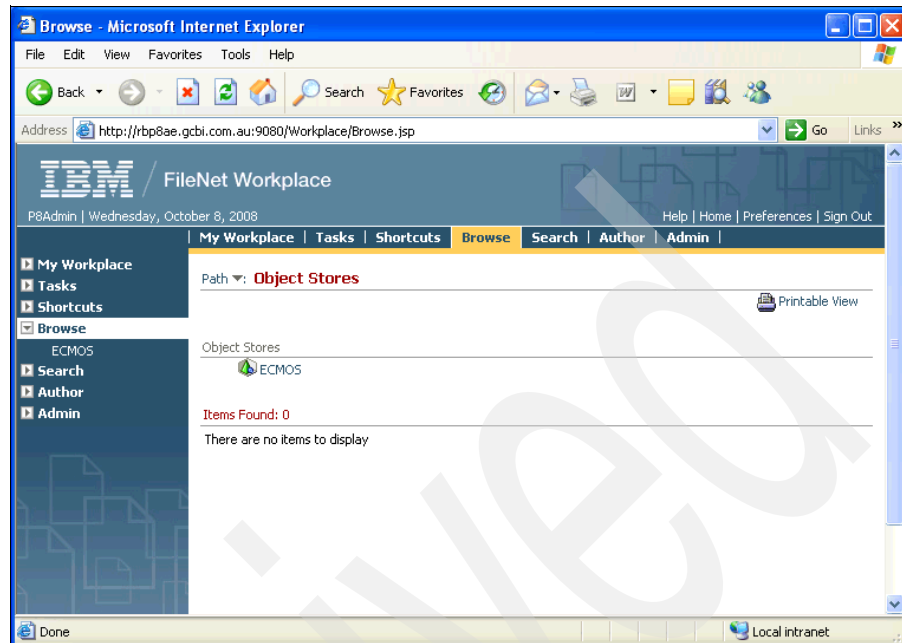 Browse - Microsoft Internet Explorer
File Edit View Favorites Tools Help
Back Search Favorites
Address http://rbp8ae.gcbi.com.au:9080/Workplace/Browse.jsp Go Links »
IBM / FileNet Workplace
P8Admin | Wednesday, October 8, 2008 Help | Home | Preferences | Sign Out
| My Workplace | Tasks | Shortcuts Browse Search | Author | Admin |
My Workplace
Tasks
Shortcuts
Browse
ECMOS
Search
Author
Admin
Path : Object Stores
Printable View
Object Stores
ECMOS
Items Found: 0
There are no items to display
Done Local intranet